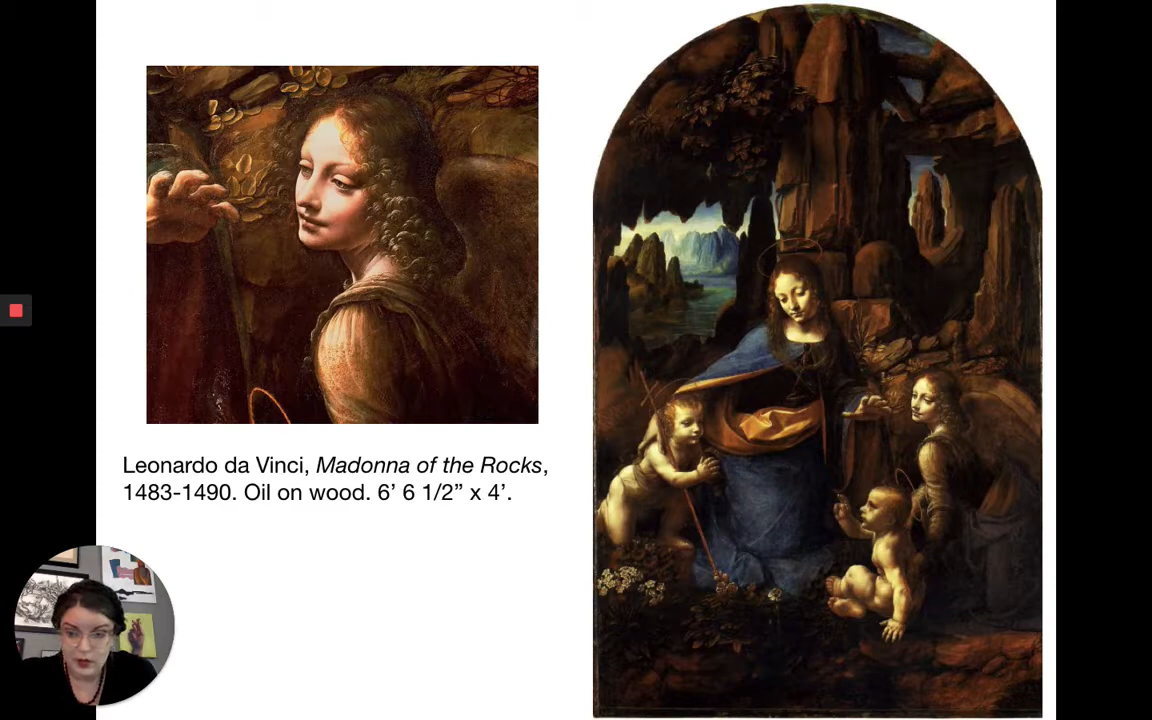 Leonardo da Vinci, Madonna of the Rocks,
1483-1490. Oil on wood. 6’ 6 1/2” x 4’.